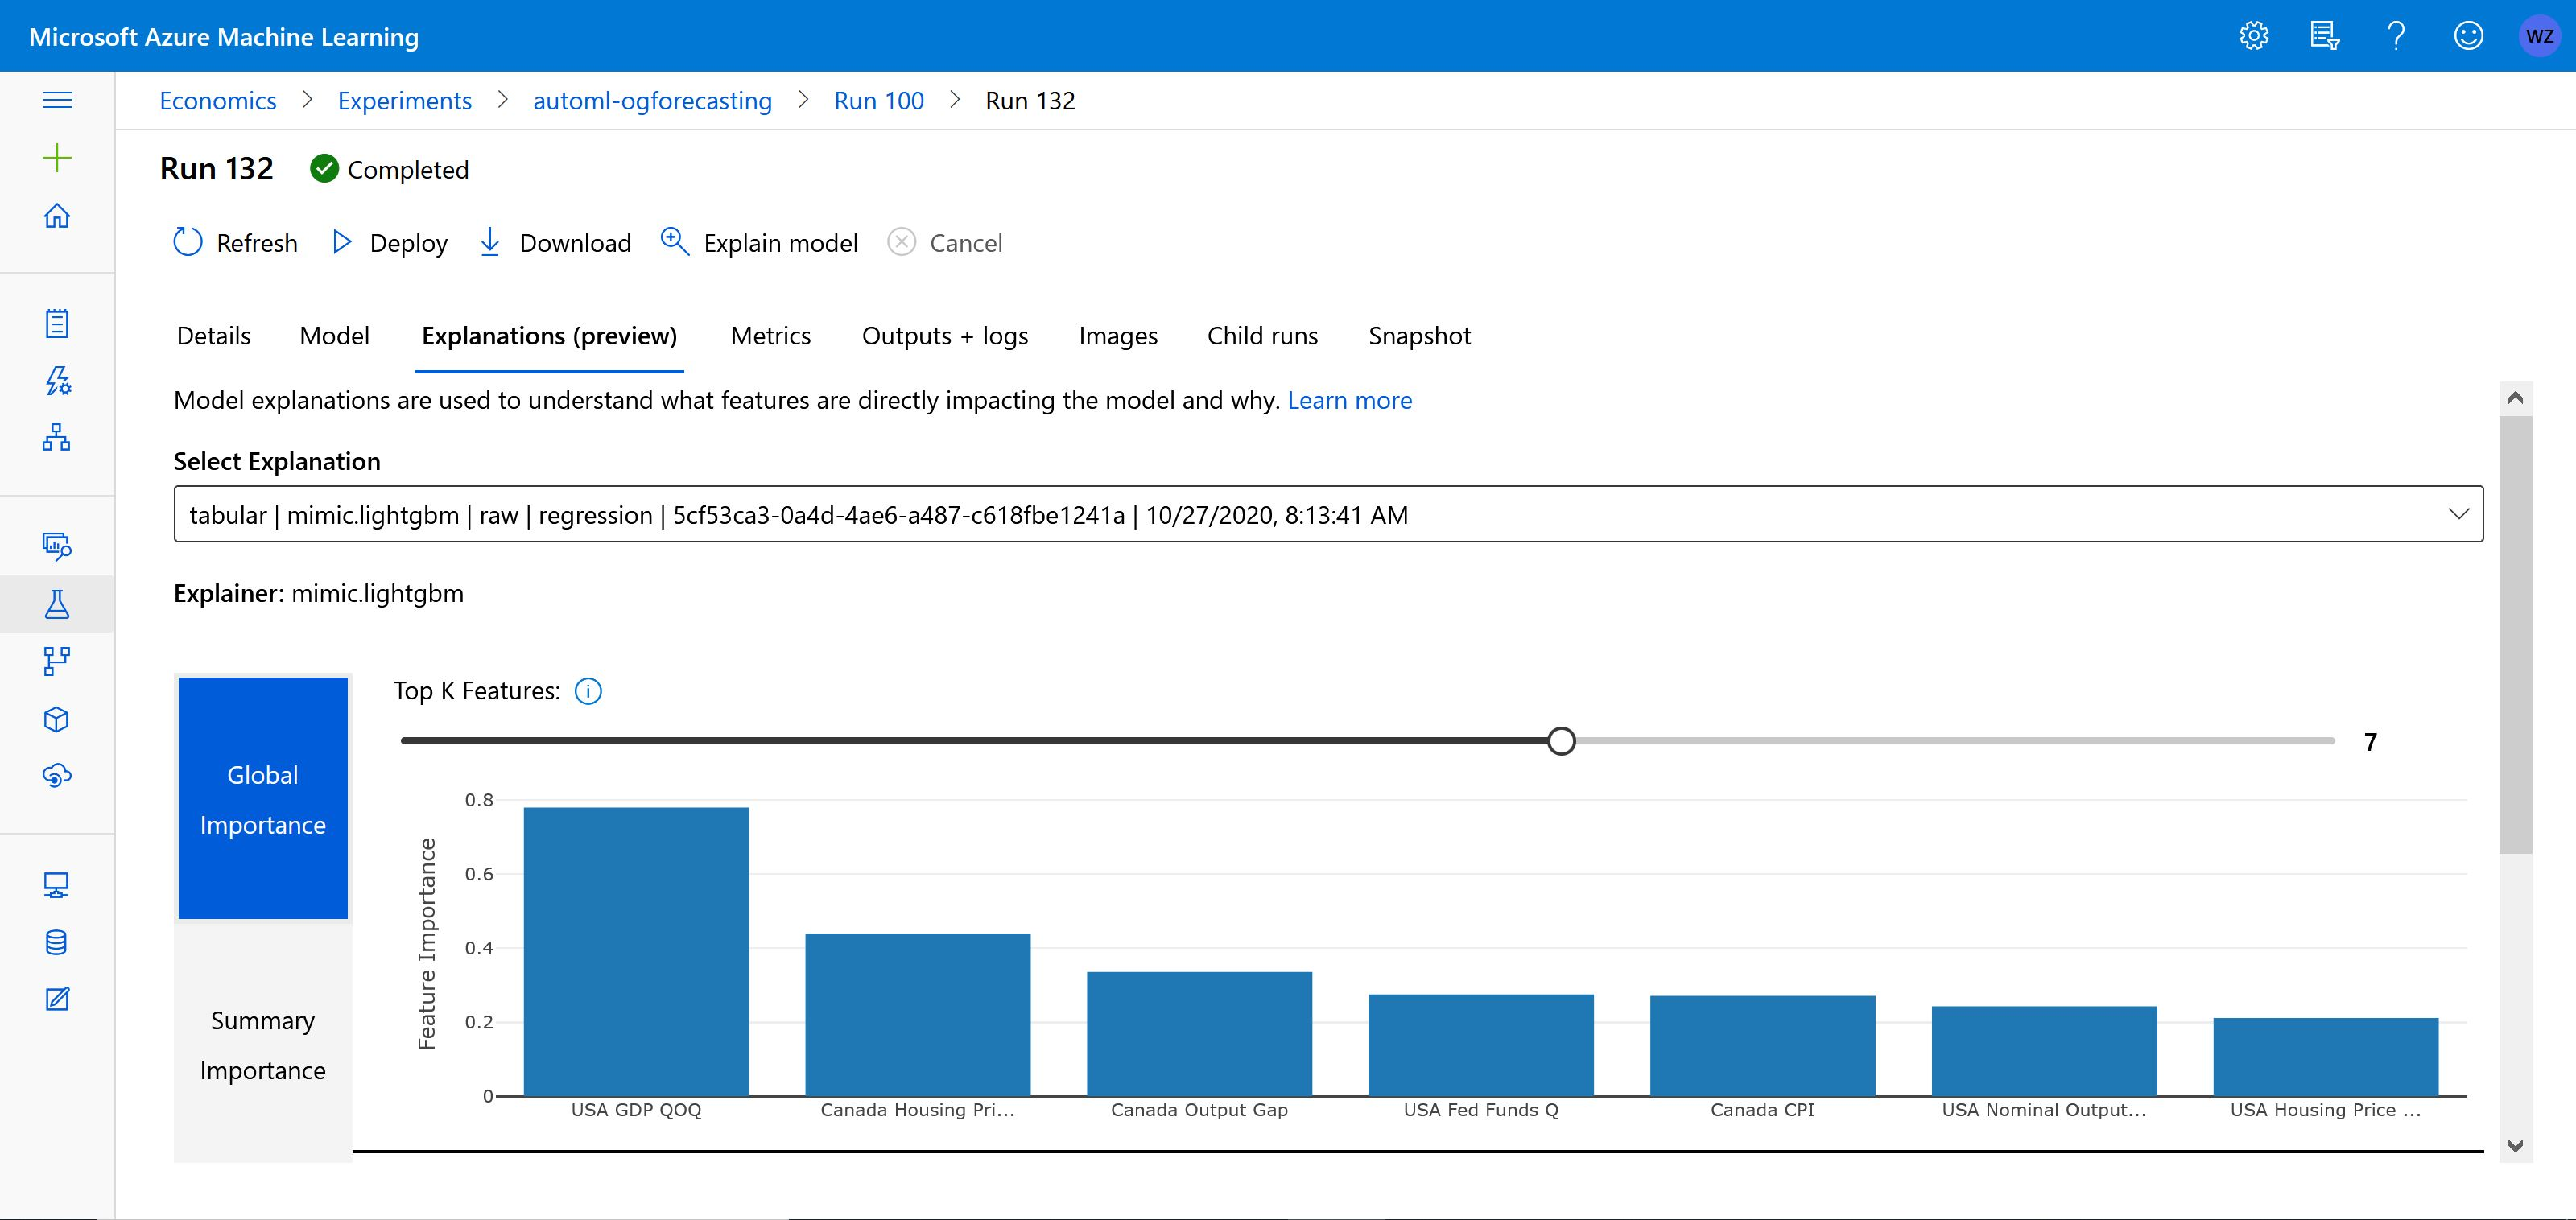 Microsoft Azure Machine Learning
WZ
Economics > Experiments > automl-ogforecasting > Run 100 > Run 132
Run 132 Completed
Refresh Deploy Download Explain model Cancel
Details Model Explanations (preview) Metrics Outputs + logs Images Child runs Snapshot
Model explanations are used to understand what features are directly impacting the model and why. Learn more
Select Explanation
tabular | mimic.lightgbm | raw | regression | 5cf53ca3-0a4d-4ae6-a487-c618fbe1241a | 10/27/2020, 8:13:41 AM
Explainer: mimic.lightgbm
Global
Importance
Summary
Importance
Top K Features:
7
Feature Importance
0.8
0.6
0.4
0.2
0
USA GDP QOQ Canada Housing Pri... Canada Output Gap USA Fed Funds Q Canada CPI USA Nominal Output... USA Housing Price ...